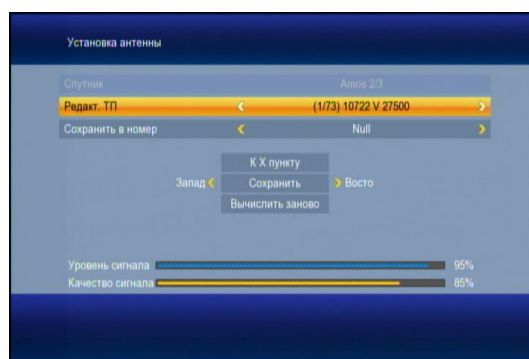 Установка антенны
Спутник Amos 2/3
Редакт. ТП (1/73) 10722 V 27500
Сохранить в номер Null
К X пункту
Запад Сохранить Восто
Вычислить заново
Уровень сигнала 95%
Качество сигнала 85%